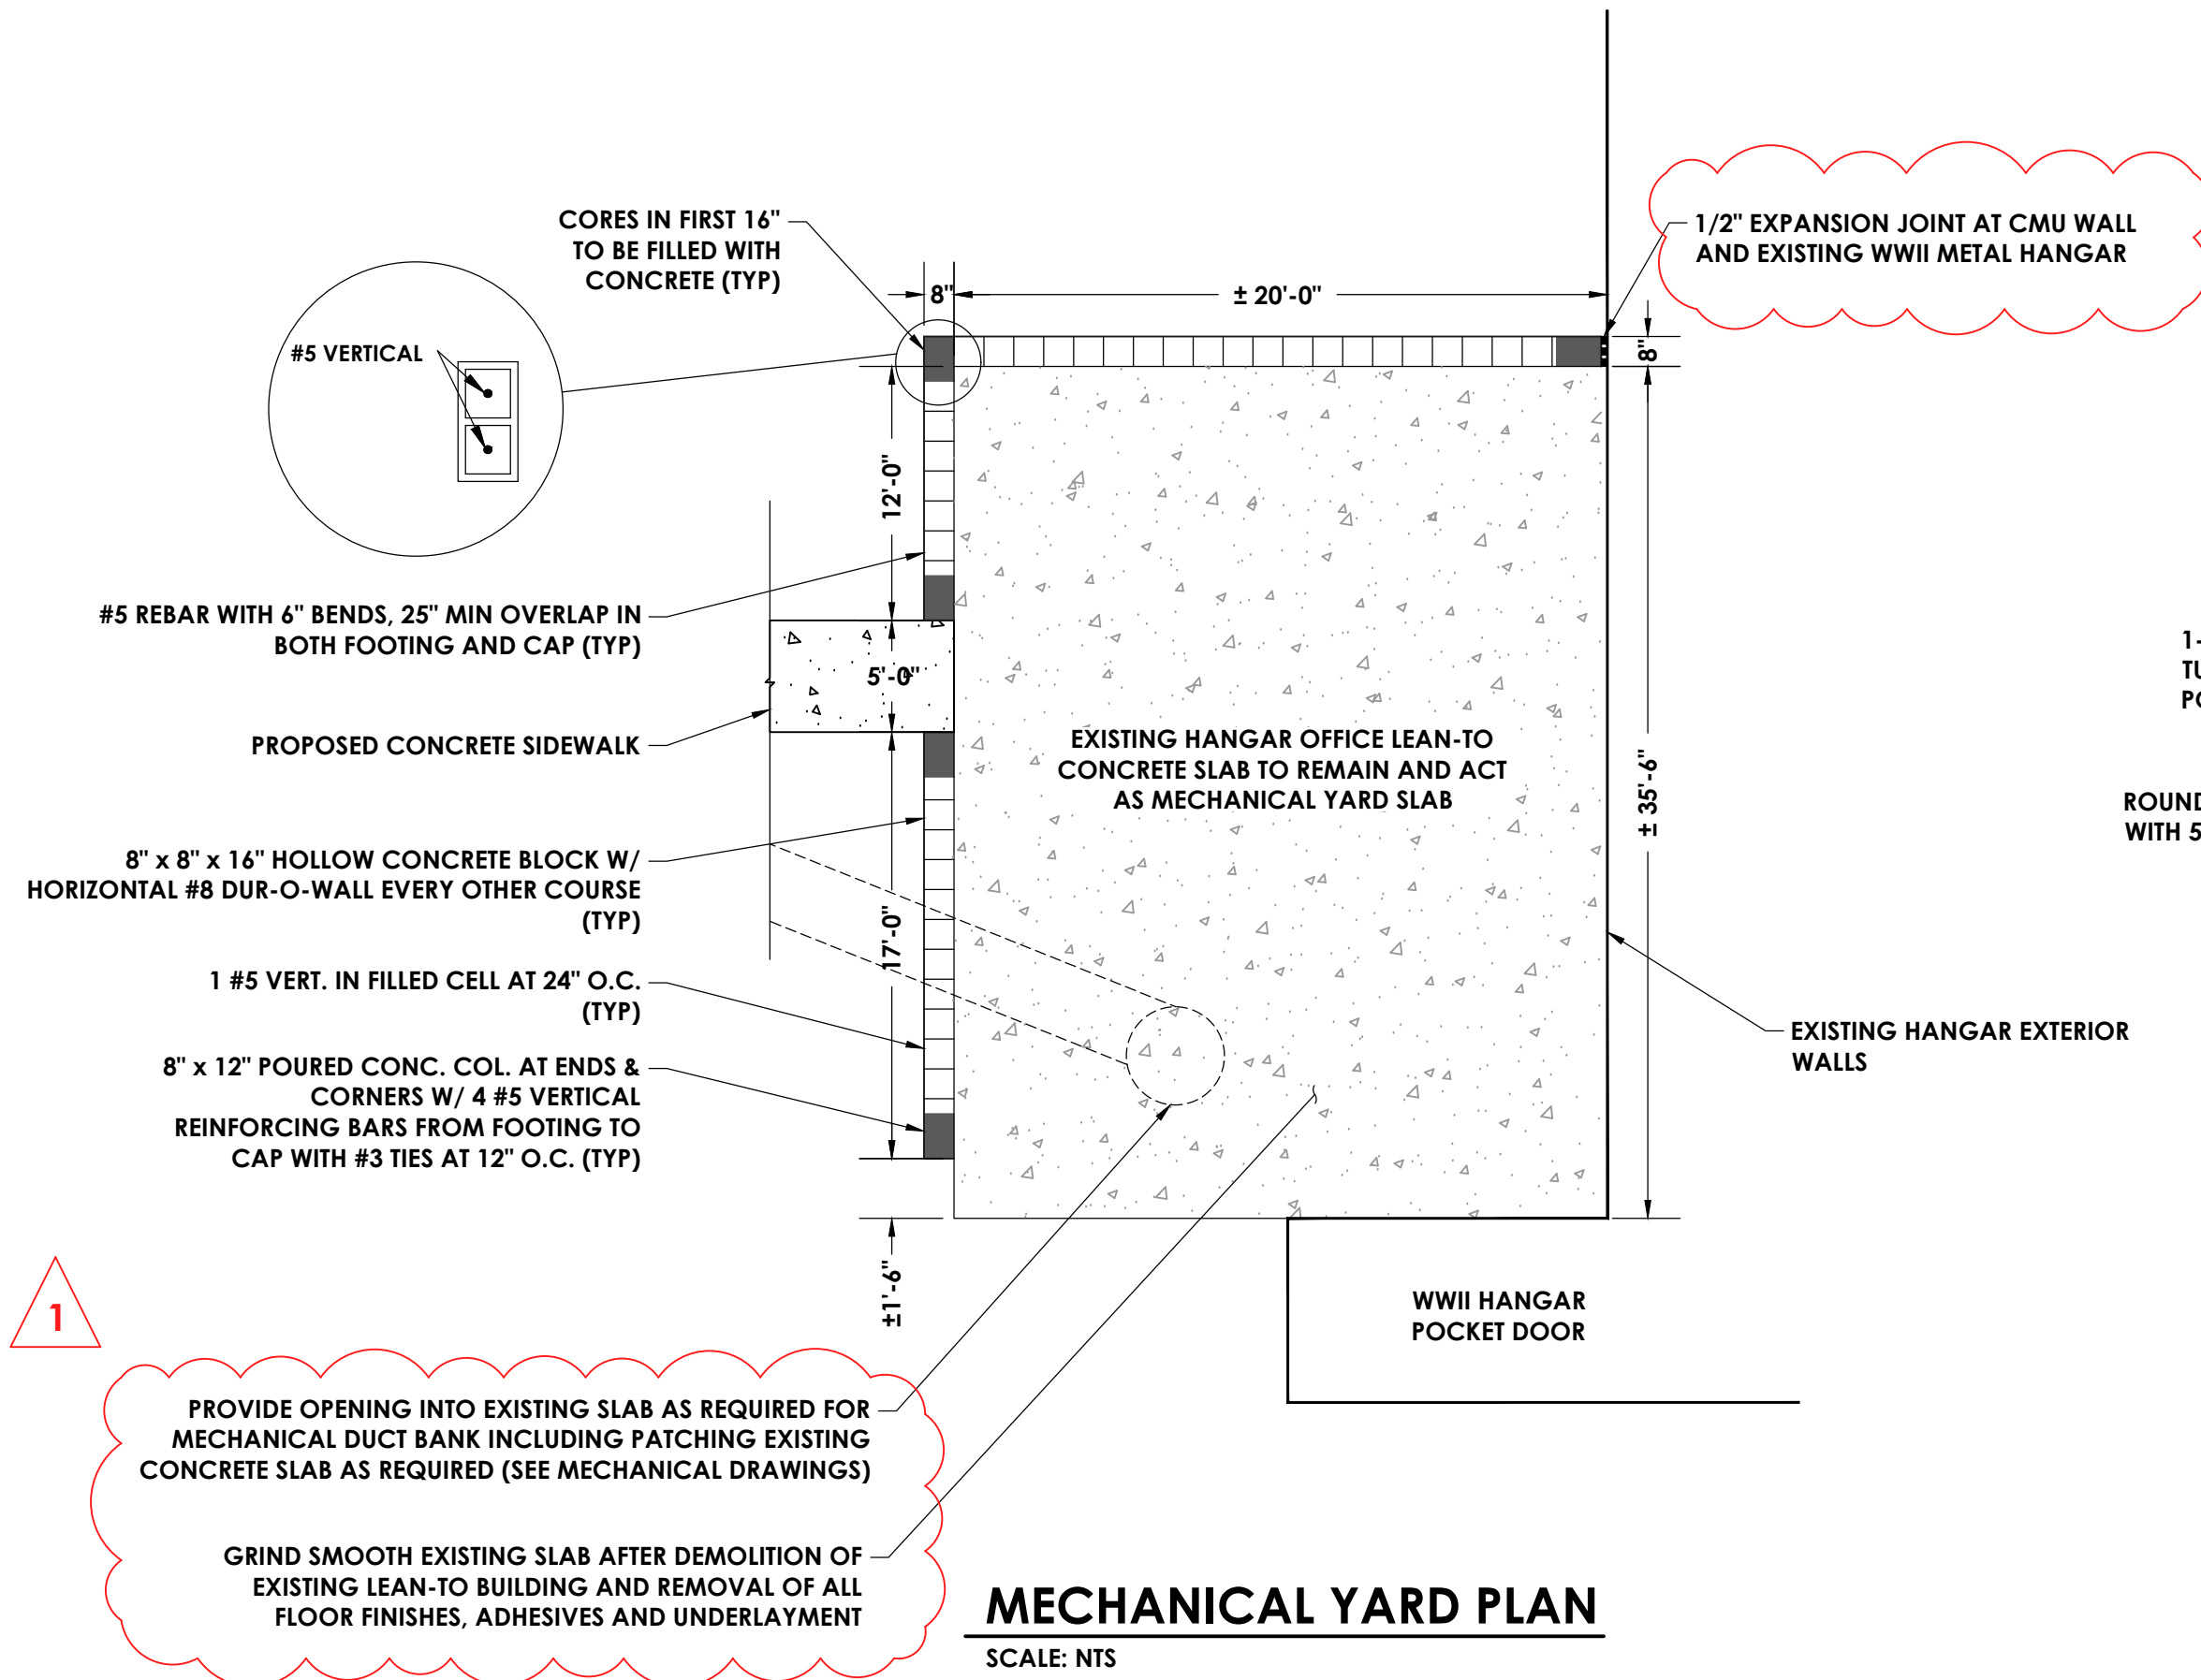 CORES IN FIRST 16"
TO BE FILLED WITH
CONCRETE (TYP)
1/2" EXPANSION JOINT AT CMU WALL
AND EXISTING WWII METAL HANGAR
8"
± 20'-0"
8"
#5 VERTICAL
12'-0"
#5 REBAR WITH 6" BENDS, 25" MIN OVERLAP IN
BOTH FOOTING AND CAP (TYP)
5'-0"
PROPOSED CONCRETE SIDEWALK
EXISTING HANGAR OFFICE LEAN-TO
CONCRETE SLAB TO REMAIN AND ACT
AS MECHANICAL YARD SLAB
± 35'-6"
ROUND
WITH 5
8" x 8" x 16" HOLLOW CONCRETE BLOCK W/
HORIZONTAL #8 DUR-O-WALL EVERY OTHER COURSE
(TYP)
17'-0"
1 #5 VERT. IN FILLED CELL AT 24" O.C.
(TYP)
EXISTING HANGAR EXTERIOR
WALLS
8" x 12" POURED CONC. COL. AT ENDS &
CORNERS W/ 4 #5 VERTICAL
REINFORCING BARS FROM FOOTING TO
CAP WITH #3 TIES AT 12" O.C. (TYP)
±1'-6"
WWII HANGAR
POCKET DOOR
1
PROVIDE OPENING INTO EXISTING SLAB AS REQUIRED FOR
MECHANICAL DUCT BANK INCLUDING PATCHING EXISTING
CONCRETE SLAB AS REQUIRED (SEE MECHANICAL DRAWINGS)
GRIND SMOOTH EXISTING SLAB AFTER DEMOLITION OF
EXISTING LEAN-TO BUILDING AND REMOVAL OF ALL
FLOOR FINISHES, ADHESIVES AND UNDERLAYMENT
MECHANICAL YARD PLAN
SCALE: NTS